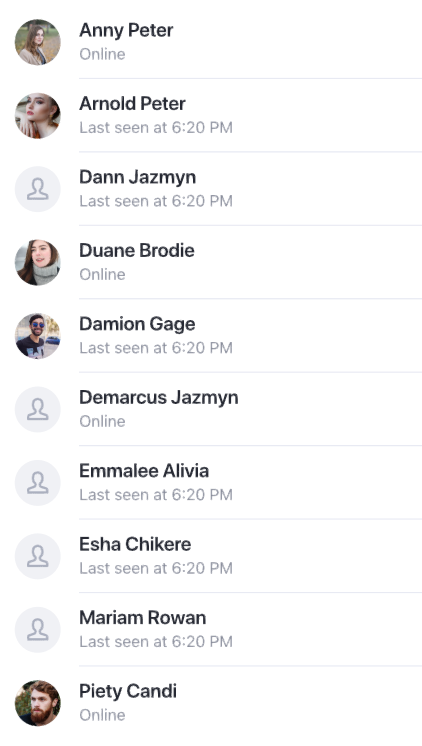 Anny Peter
Online
Arnold Peter
Last seen at 6:20 PM
Dann Jazmyn
Last seen at 6:20 PM
Duane Brodie
Online
Damion Gage
Last seen at 6:20 PM
Demarcus Jazmyn
Online
Emmalee Alivia
Last seen at 6:20 PM
Esha Chikere
Last seen at 6:20 PM
Mariam Rowan
Last seen at 6:20 PM
Piety Candi
Online